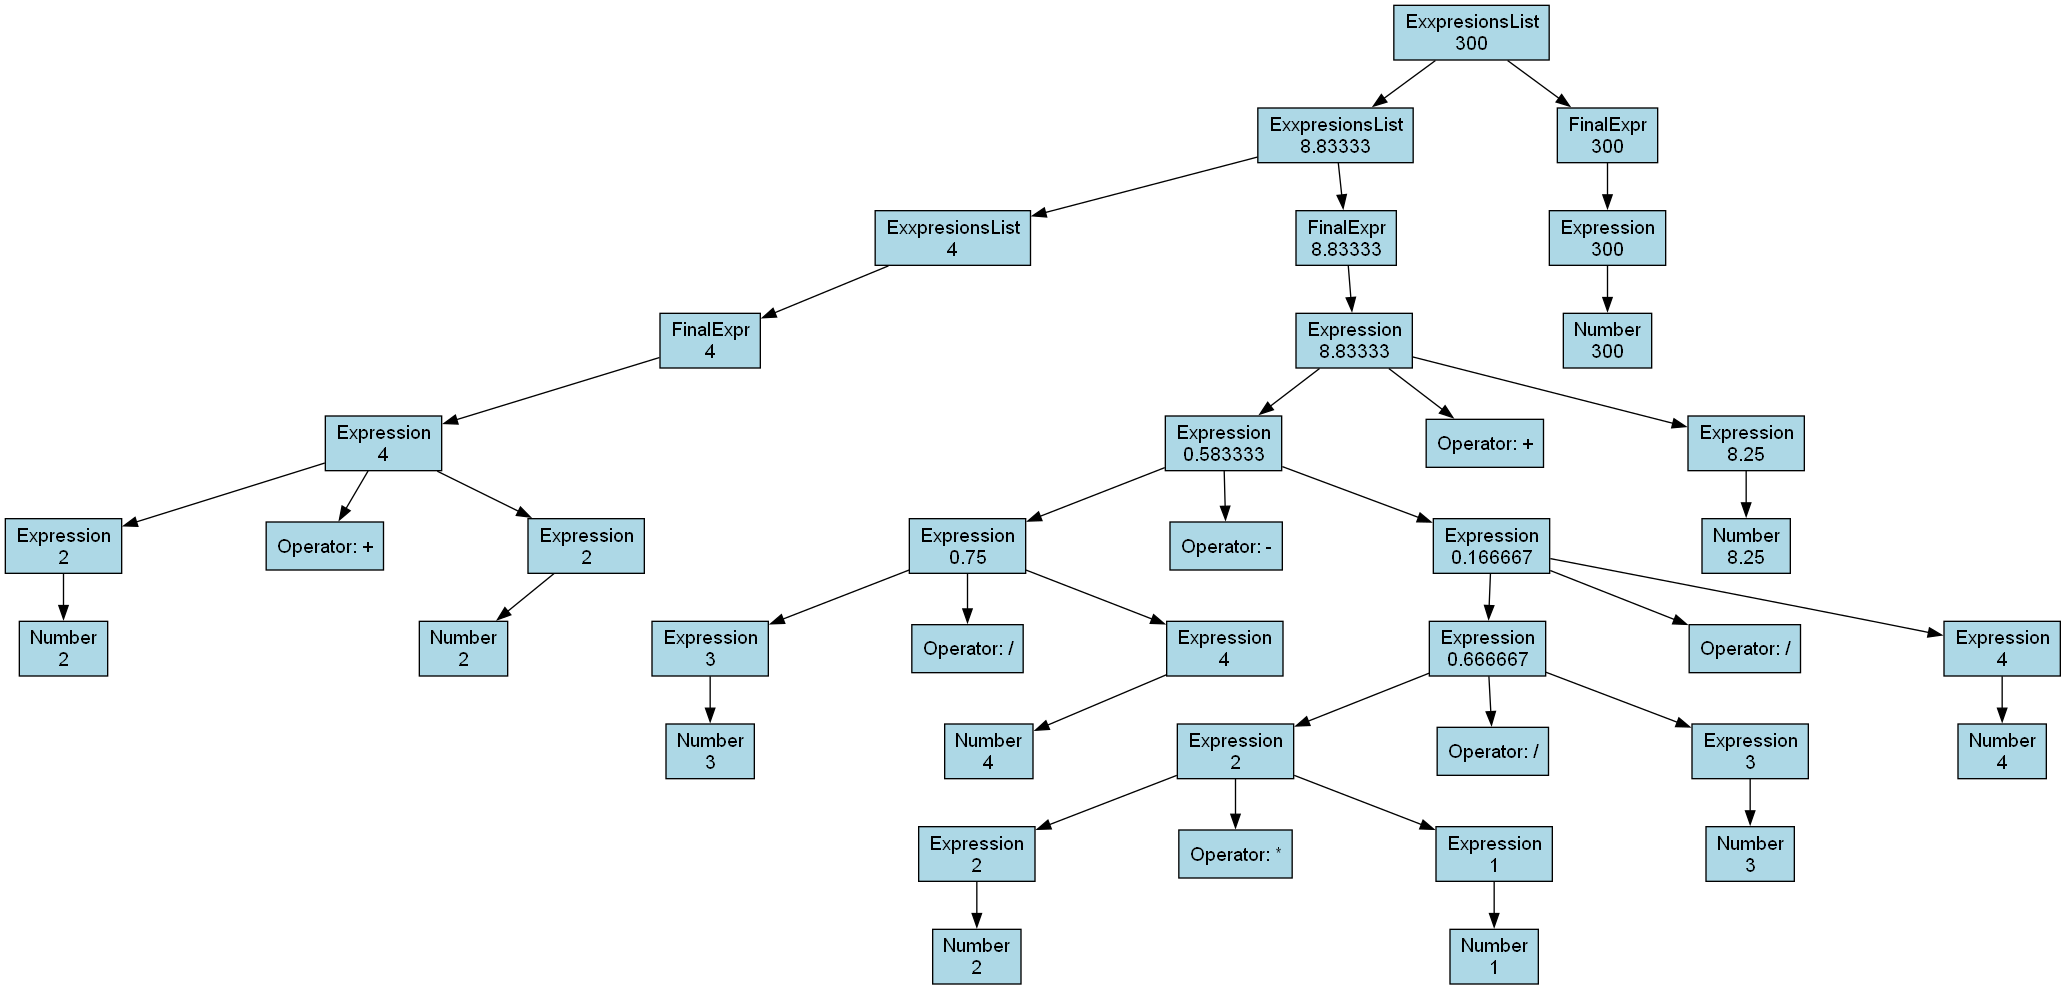 ExxpresionsList
300
ExxpresionsList
8.83333
FinalExpr
300
ExxpresionsList
4
FinalExpr
8.83333
Expression
300
FinalExpr
4
Expression
8.83333
Number
300
Expression
4
Expression
0.583333
Operator: +
Expression
8.25
Expression
2
Operator: +
Expression
2
Expression
0.75
Operator: -
Expression
0.166667
Number
8.25
Number
2
Number
2
Expression
3
Operator: /
Expression
4
Expression
0.666667
Operator: /
Expression
4
Number
3
Number
4
Expression
2
Operator: /
Expression
3
Number
4
Expression
2
Operator: *
Expression
1
Number
3
Number
2
Number
1